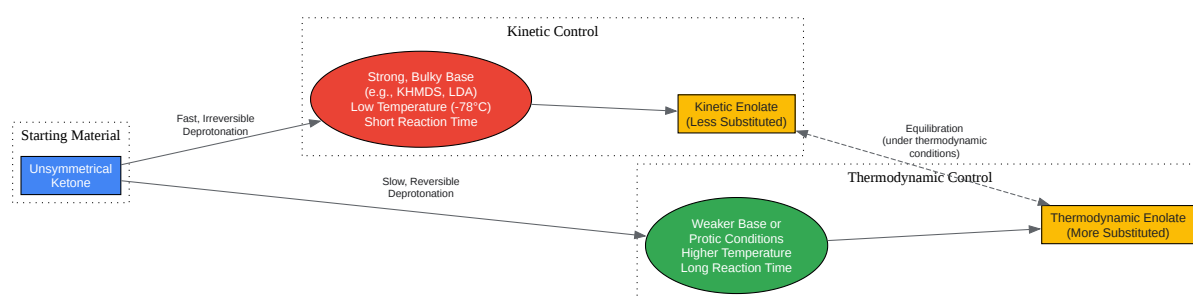 Starting Material
Unsymmetrical
Ketone
Fast, Irreversible
Deprotonation
Slow, Reversible
Deprotonation
Kinetic Control
Strong, Bulky Base
(e.g., KHMDS, LDA)
Low Temperature (-78°C)
Short Reaction Time
Kinetic Enolate
(Less Substituted)
Equilibration
(under thermodynamic
conditions)
Thermodynamic Control
Weaker Base or
Protic Conditions
Higher Temperature
Long Reaction Time
Thermodynamic Enolate
(More Substituted)